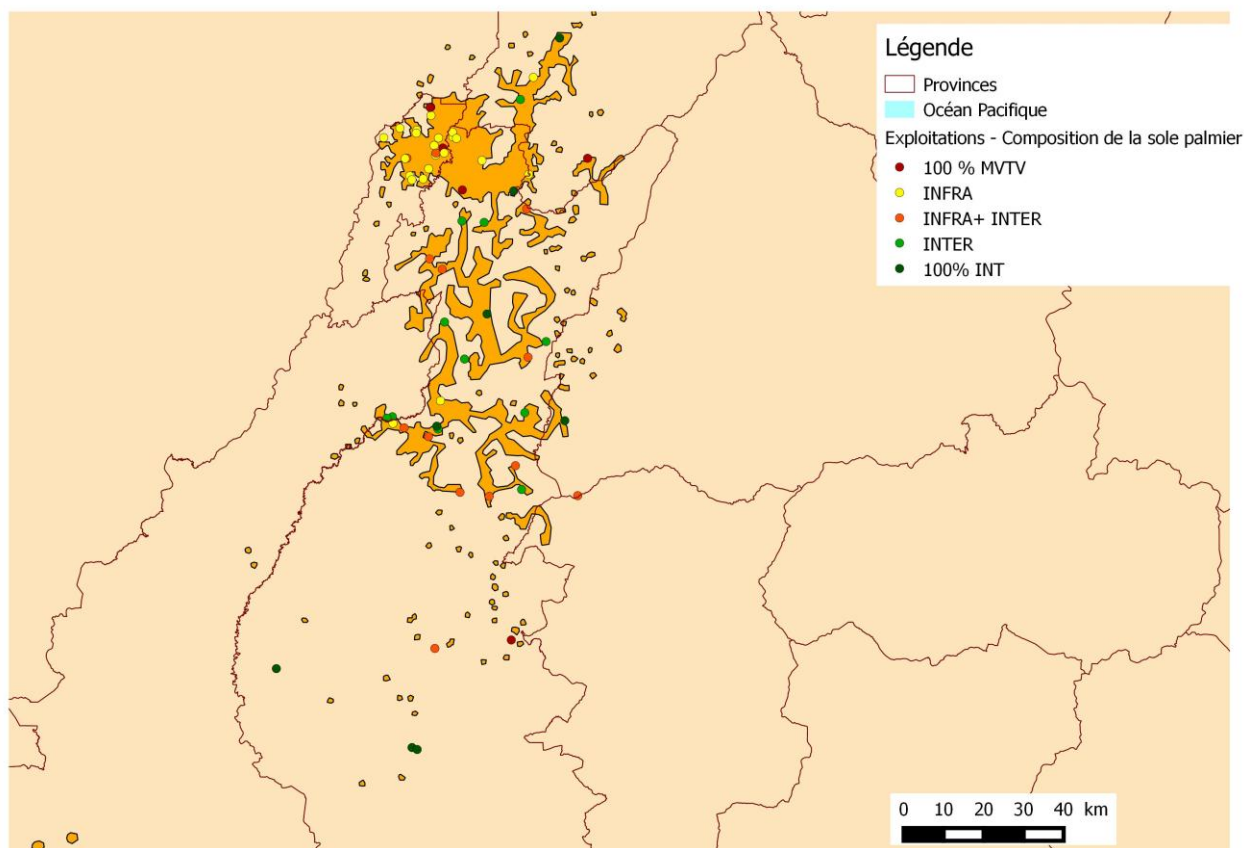 Légende
Provinces
Océan Pacifique
Exploitations - Composition de la sole palmier
100 % MVTV
INFRA
INFRA+ INTER
INTER
100% INT
0 10 20 30 40 km